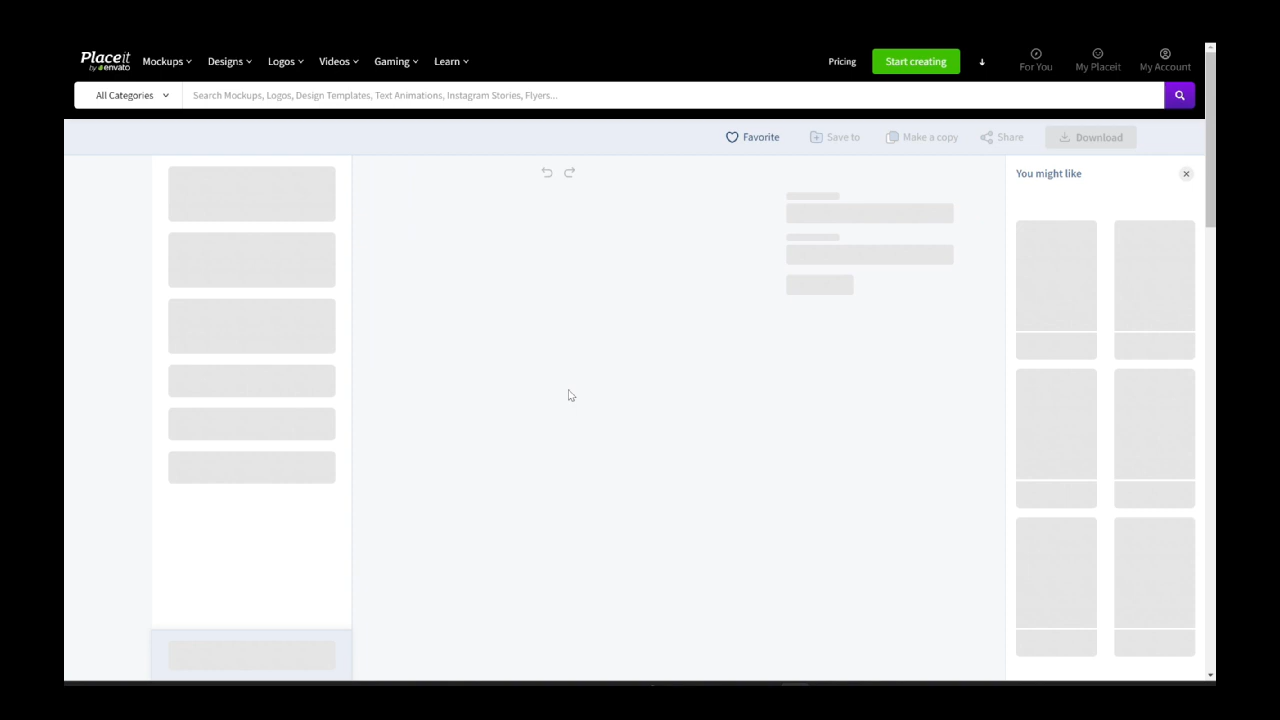 Placeit
by envato
Mockups Designs Logos Videos Gaming Learn
Pricing Start creating For You My Placeit My Account
All Categories Search Mockups, Logos, Design Templates, Text Animations, Instagram Stories, Flyers...
Favorite Save to Make a copy Share Download
You might like